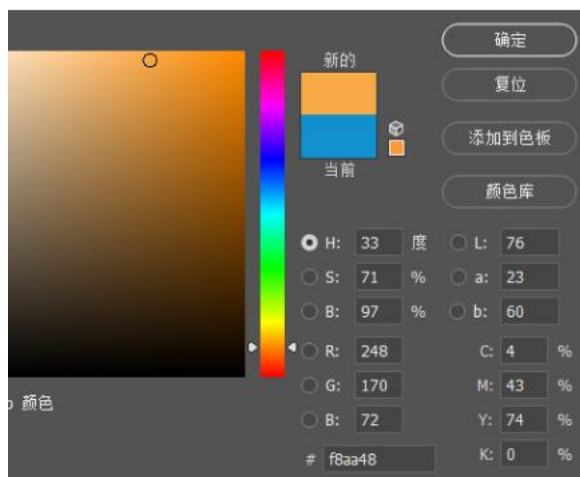 确定
新的
复位
添加到色板
当前
颜色库
H: 33 度 L: 76
S: 71 % a: 23
B: 97 % b: 60
R: 248 C: 4 %
G: 170 M: 43 %
颜色
B: 72 Y: 74 %
# f8aa48 K: 0 %